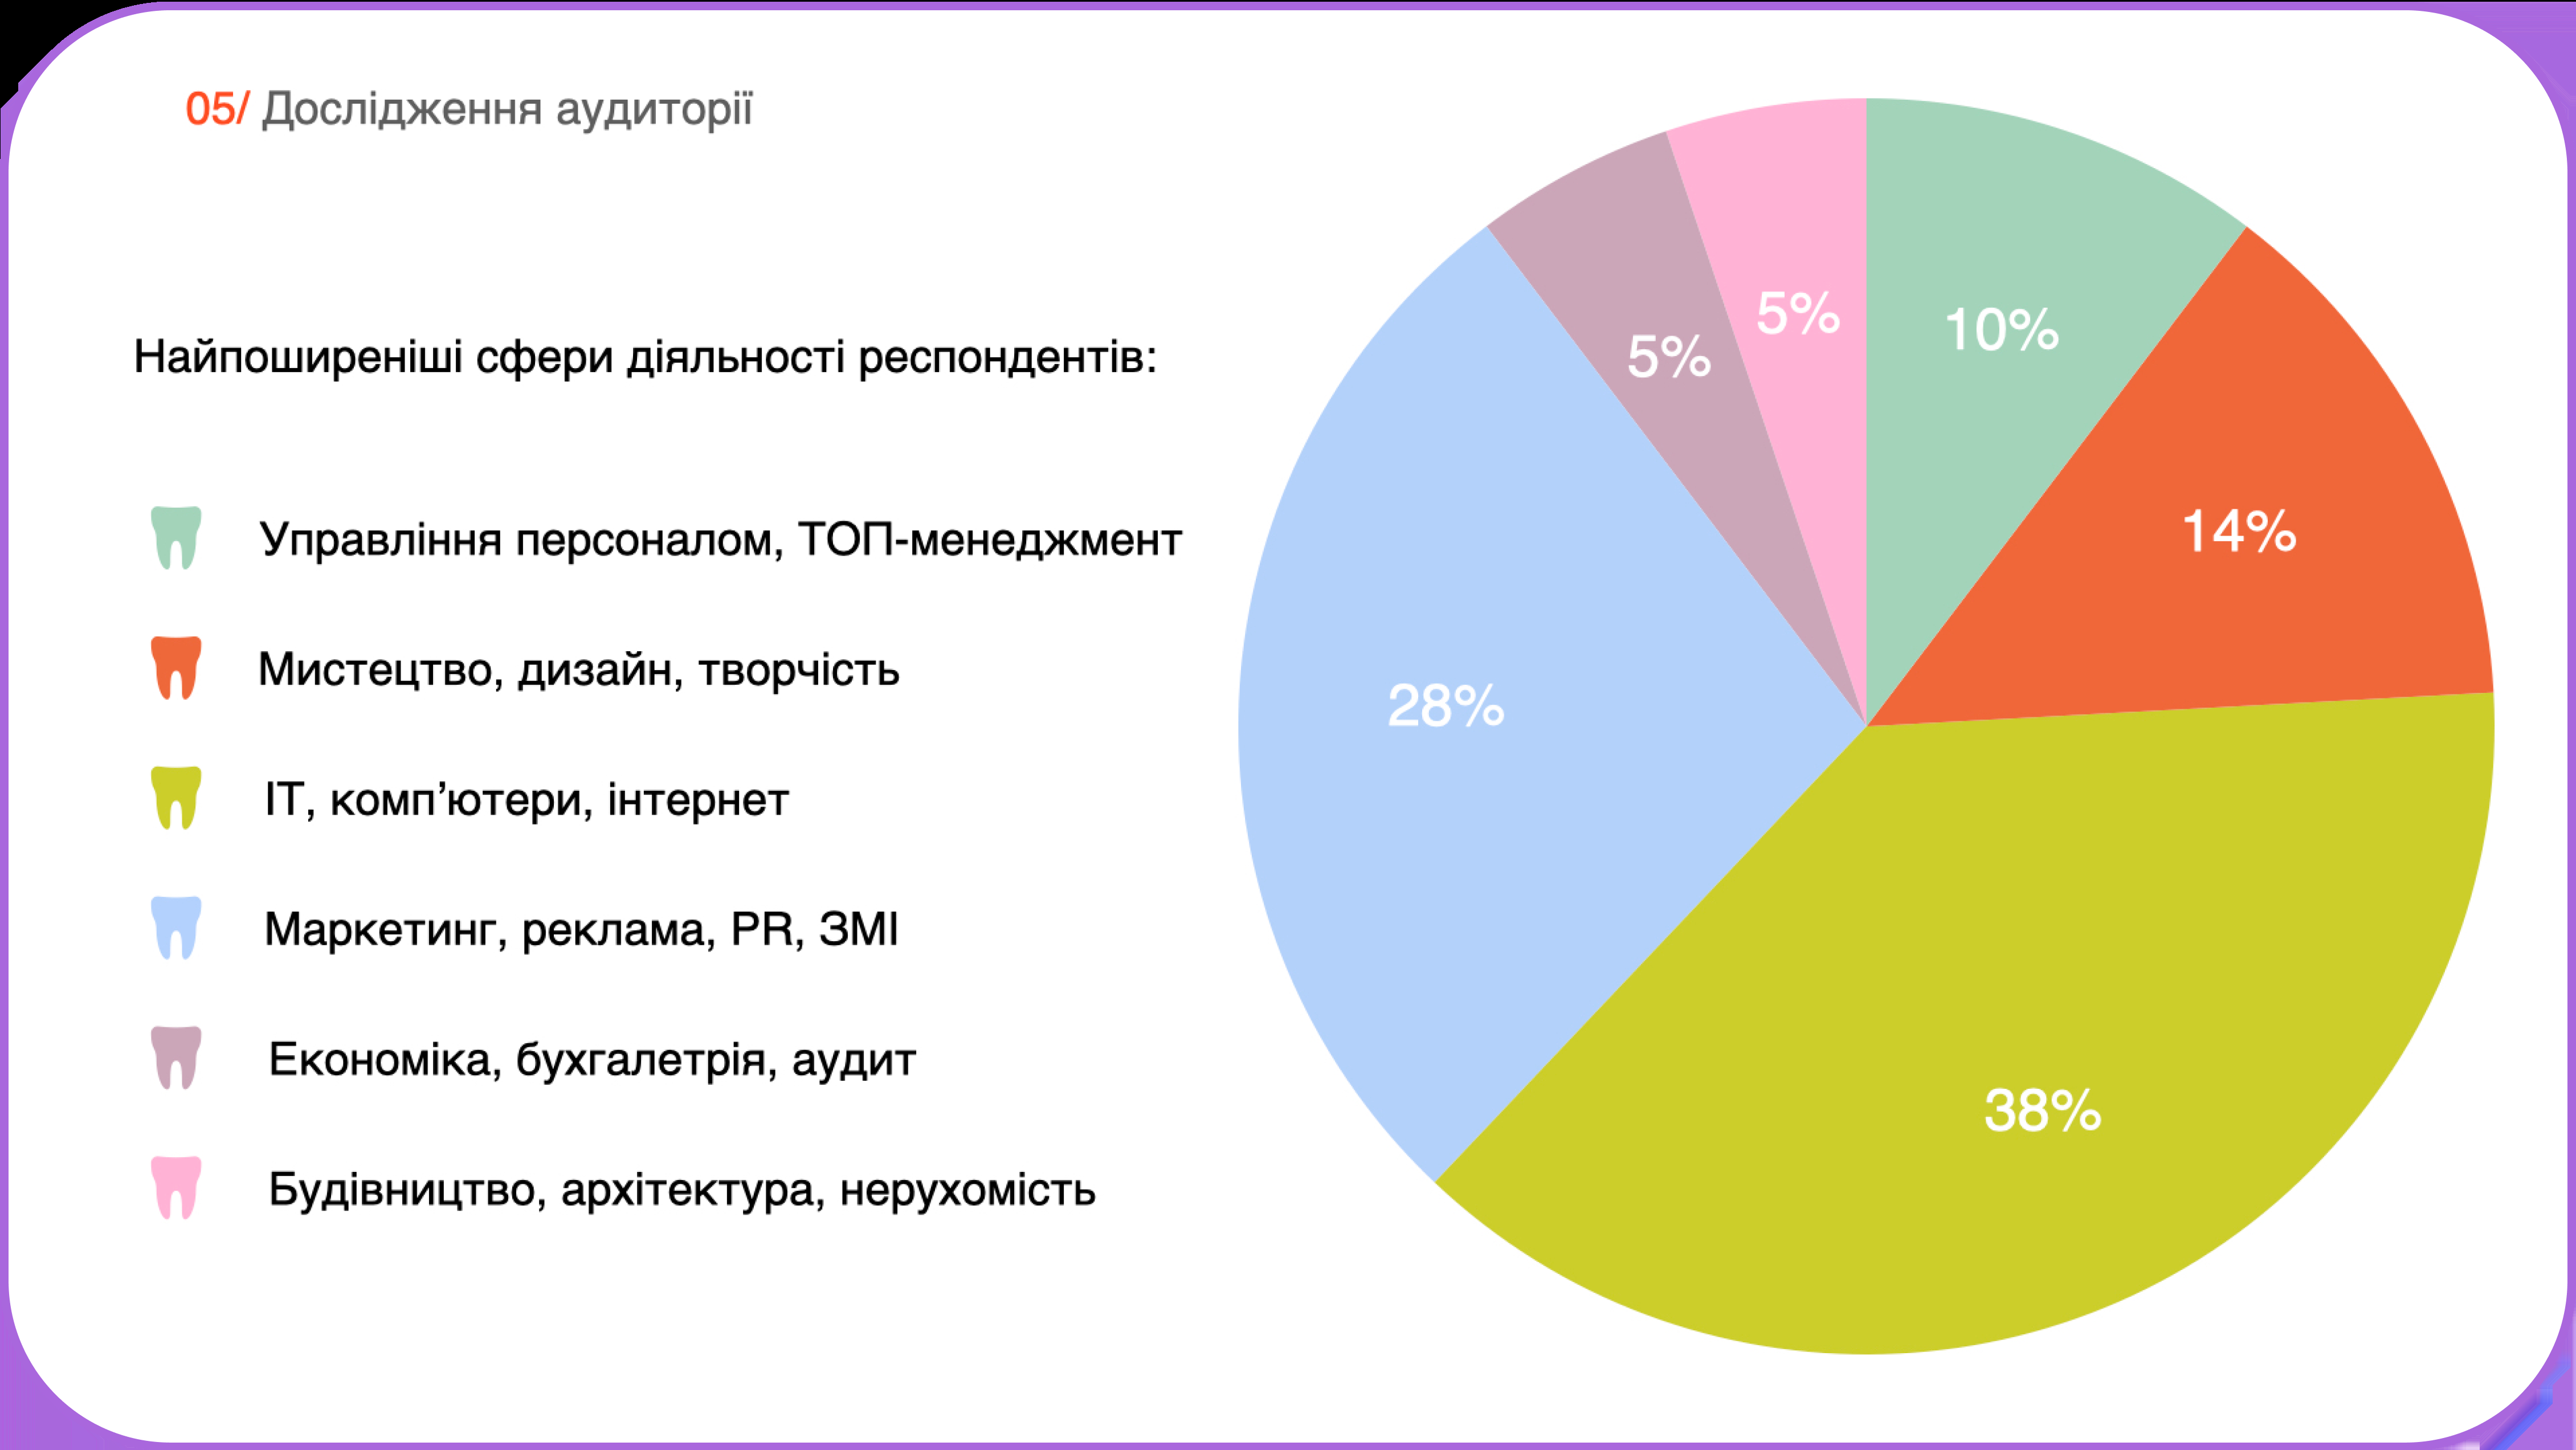 05/ Дослідження аудиторії
Найпоширеніші сфери діяльності респондентів:
Управління персоналом, ТОП-менеджмент
Мистецтво, дизайн, творчість
IT, комп’ютери, інтернет
Маркетинг, реклама, PR, ЗМІ
Економіка, бухгалетрія, аудит
Будівництво, архітектура, нерухомість
5%
5%
10%
14%
28%
38%